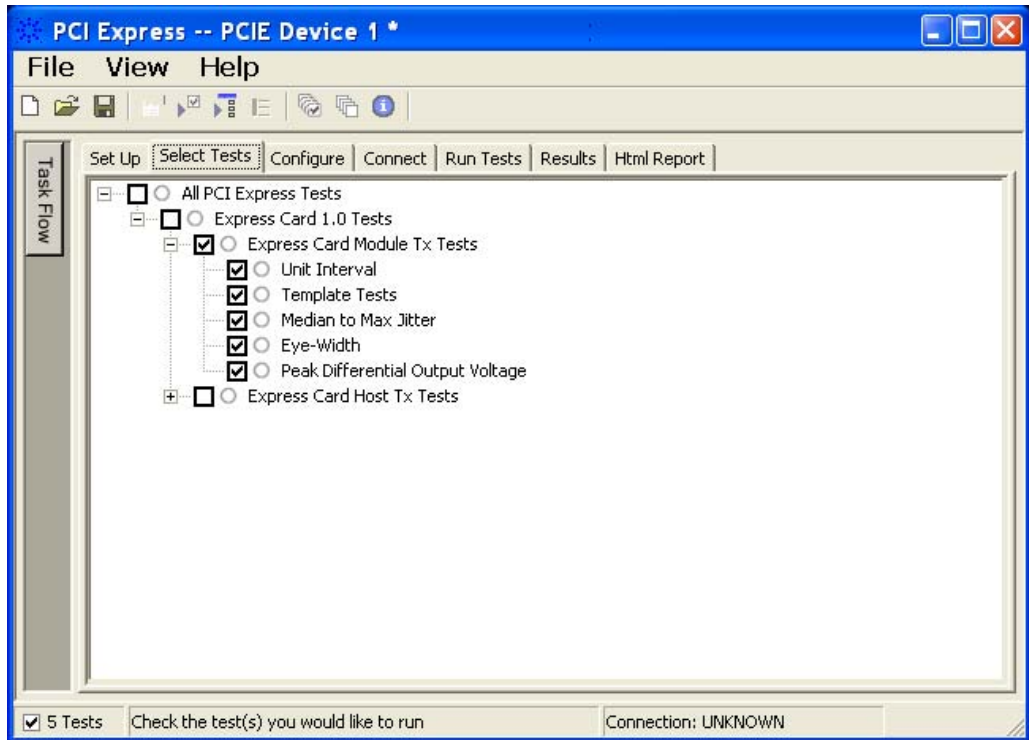 PCI Express -- PCIE Device 1 *
File View Help
Task Flow
Set Up Select Tests Configure Connect Run Tests Results Html Report
All PCI Express Tests
Express Card 1.0 Tests
Express Card Module Tx Tests
Unit Interval
Template Tests
Median to Max Jitter
Eye-Width
Peak Differential Output Voltage
Express Card Host Tx Tests
5 Tests Check the test(s) you would like to run Connection: UNKNOWN